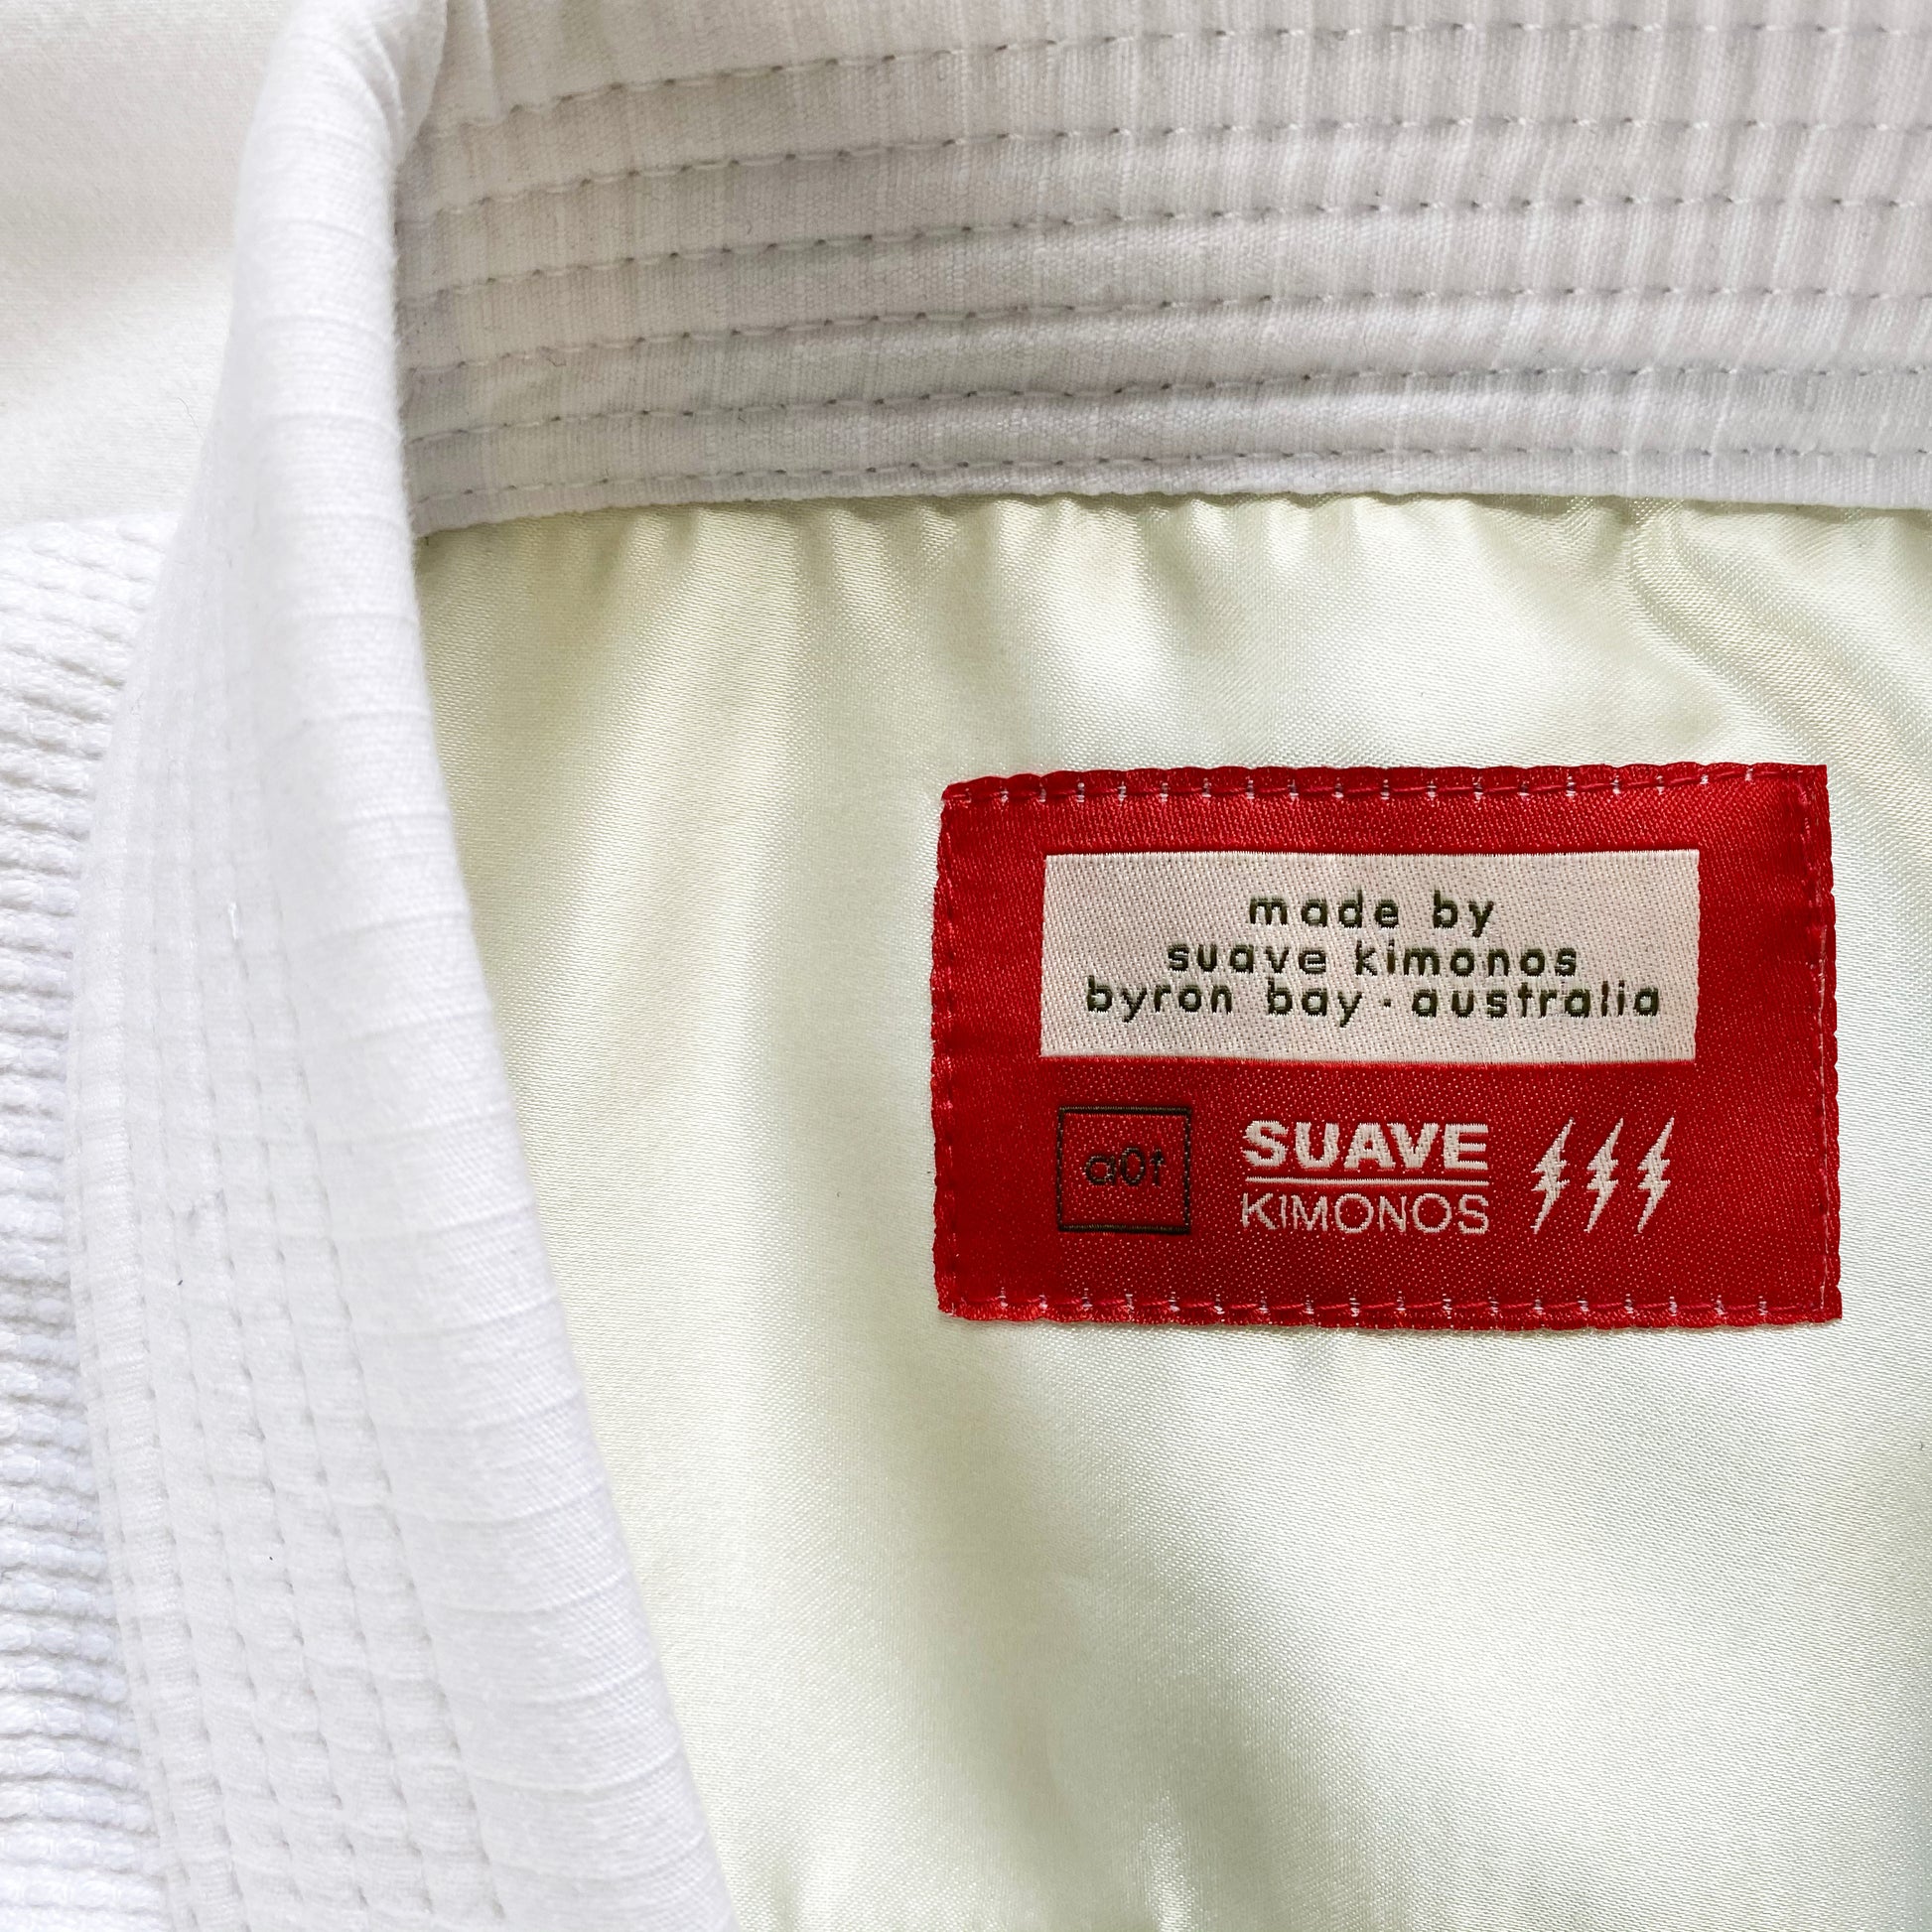 made by
suave kimonos
byron bay · australia
a01
SUAVE
KIMONOS